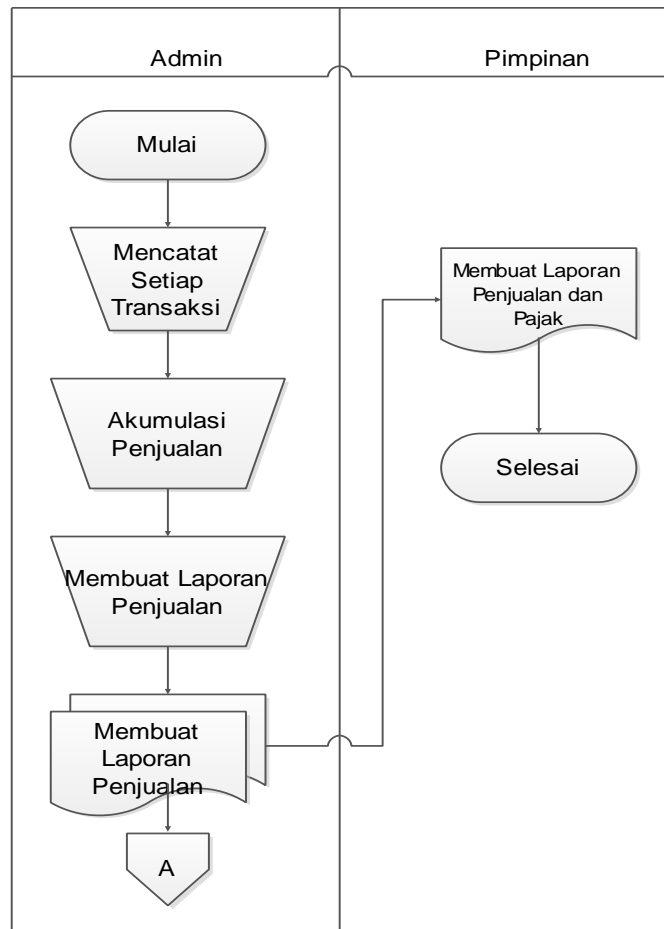 Admin
Pimpinan
Mulai
Mencatat
Setiap
Transaksi
Akumulasi
Penjualan
Membuat Laporan
Penjualan
Membuat
Laporan
Penjualan
A
Membuat Laporan
Penjualan dan
Pajak
Selesai